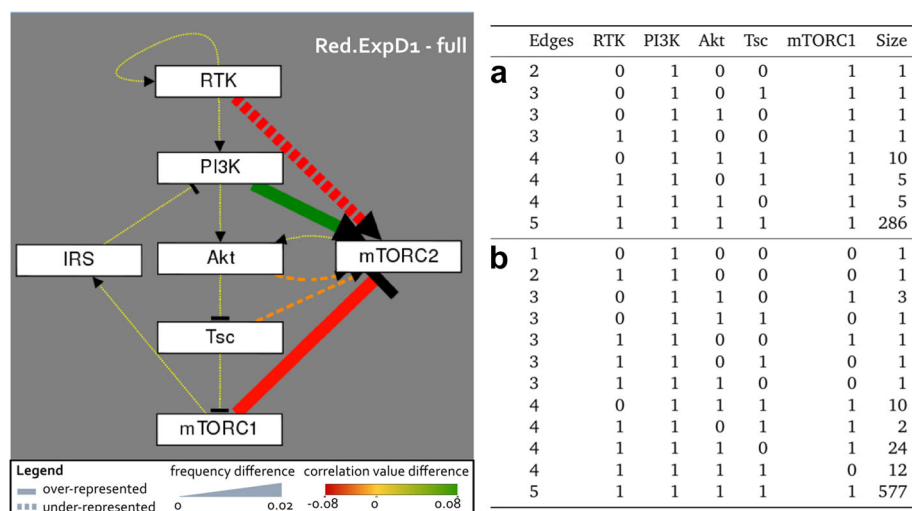 Red.ExpD1 - full
RTK
PI3K
IRS
Akt
mTORC2
Tsc
mTORC1
Legend
over-represented
under-represented
frequency difference
0
0.02
correlation value difference
-0.08
0
0.08
Edges RTK PI3K Akt Tsc mTORC1 Size
a
2 0 1 0 0 1 1
3 0 1 0 1 1 1
3 0 1 1 0 1 1
3 1 1 0 0 1 1
4 0 1 1 1 1 10
4 1 1 0 1 1 5
4 1 1 1 0 1 5
5 1 1 1 1 1 286
b
1 0 1 0 0 0 1
2 1 1 0 0 0 1
3 0 1 1 0 1 3
3 0 1 1 1 0 1
3 1 1 0 0 1 1
3 1 1 0 1 0 1
3 1 1 1 0 0 1
4 0 1 1 1 1 10
4 1 1 0 1 1 2
4 1 1 1 0 1 24
4 1 1 1 1 0 12
5 1 1 1 1 1 577